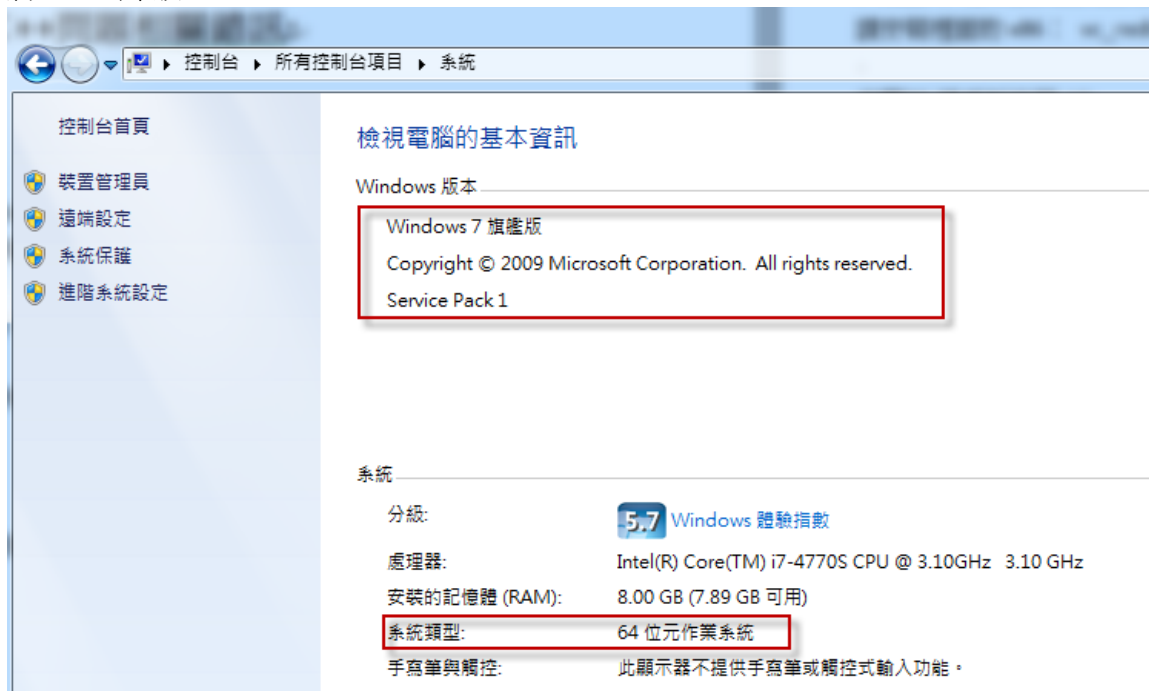 控制台 ▸ 所有控制台項目 ▸ 系統
控制台首頁
裝置管理員
遠端設定
系統保護
進階系統設定
檢視電腦的基本資訊
Windows 版本
Windows 7 旗艦版
Copyright © 2009 Microsoft Corporation. All rights reserved.
Service Pack 1
系統
分級: 5.7 Windows 體驗指數
處理器: Intel(R) Core(TM) i7-4770S CPU @ 3.10GHz 3.10 GHz
安裝的記憶體 (RAM): 8.00 GB (7.89 GB 可用)
系統類型: 64 位元作業系統
手寫筆與觸控: 此顯示器不提供手寫筆或觸控式輸入功能。